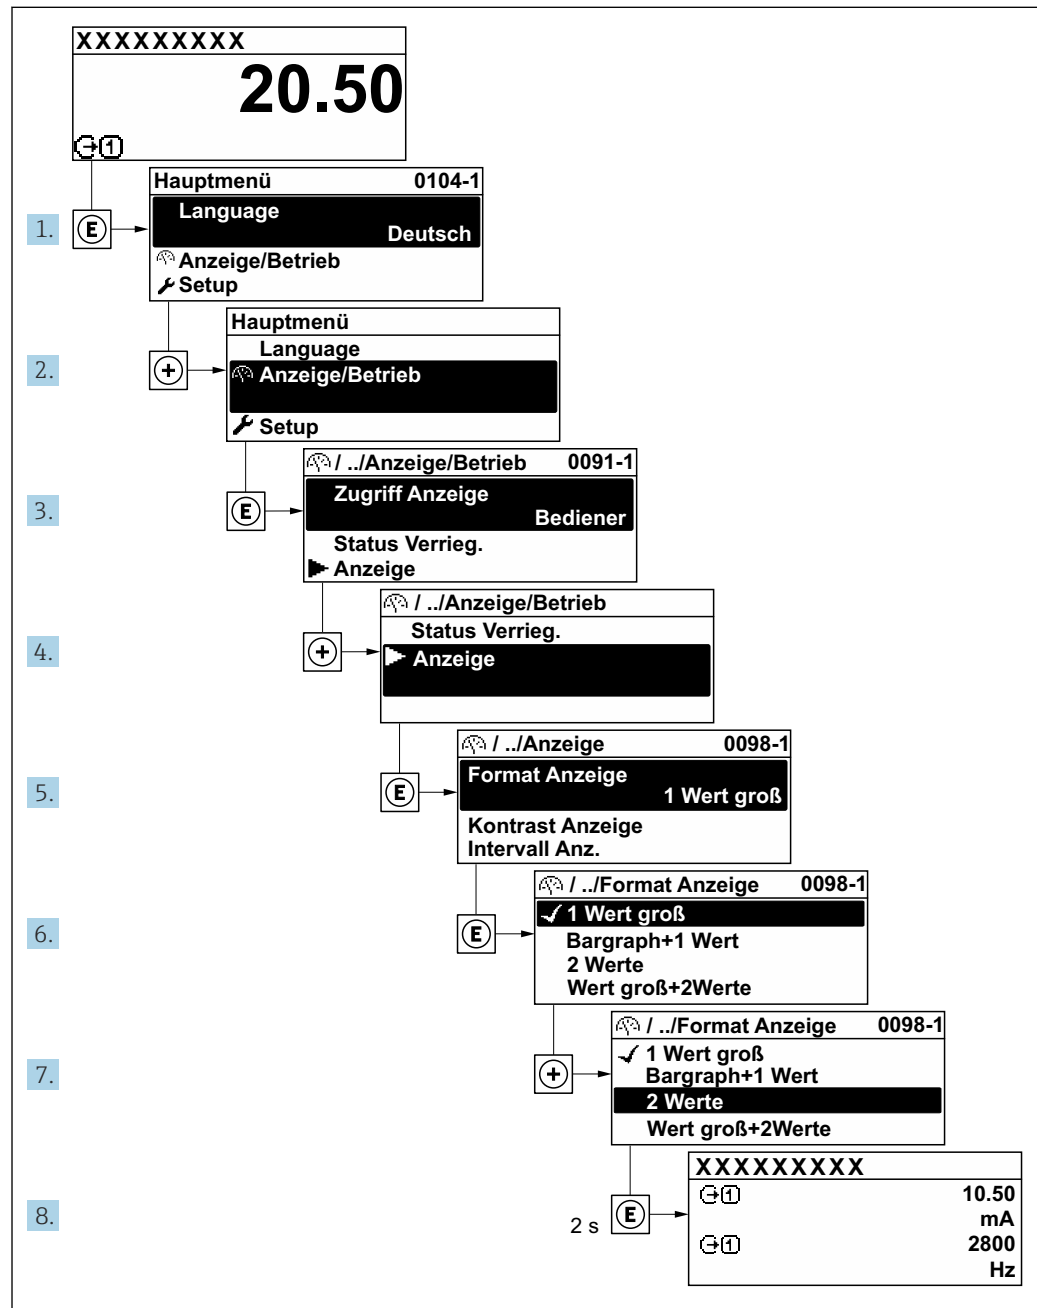 XXXXXXXXX
20.50
1
1.
E
Hauptmenü 0104-1
Language
Deutsch
Anzeige/Betrieb
Setup
2.
+
Hauptmenü
Language
Anzeige/Betrieb
Setup
3.
E
/ ../Anzeige/Betrieb 0091-1
Zugriff Anzeige
Bediener
Status Verrieg.
Anzeige
4.
+
/ ../Anzeige/Betrieb
Status Verrieg.
Anzeige
5.
E
/ ../Anzeige 0098-1
Format Anzeige
1 Wert groß
Kontrast Anzeige
Intervall Anz.
6.
E
/ ../Format Anzeige 0098-1
1 Wert groß
Bargraph+1 Wert
2 Werte
Wert groß+2Werte
7.
+
/ ../Format Anzeige 0098-1
1 Wert groß
Bargraph+1 Wert
2 Werte
Wert groß+2Werte
8.
2 s
E
XXXXXXXXX
1 10.50
mA
1 2800
Hz